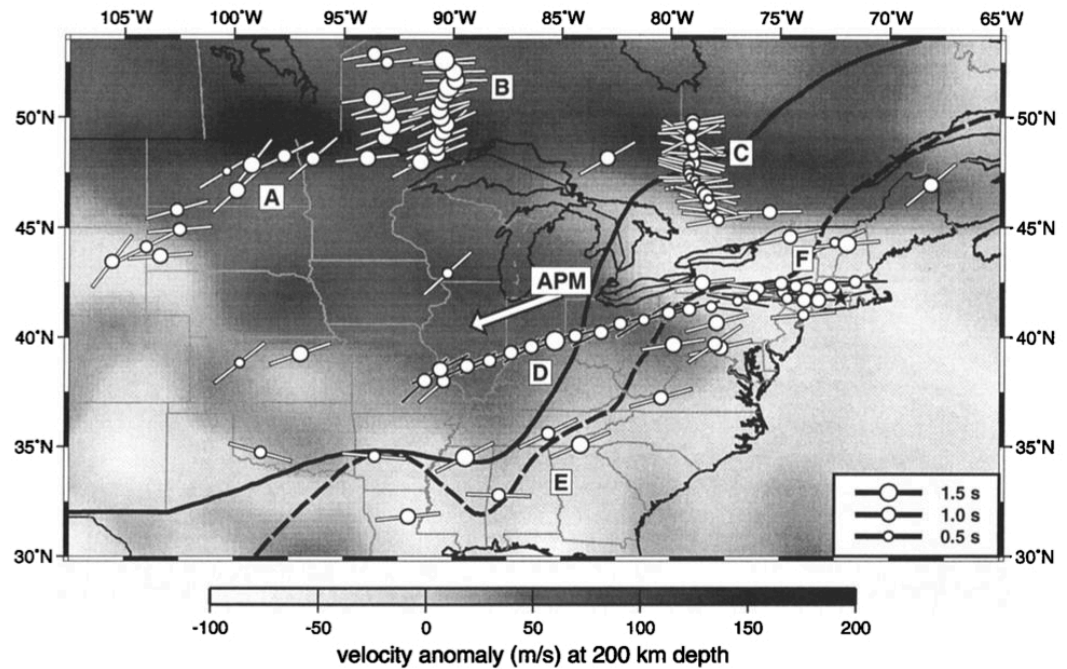 105˚W 100˚W 95˚W 90˚W 85˚W 80˚W 75˚W 70˚W 65˚W
50˚N 50˚N
45˚N 45˚N
40˚N 40˚N
35˚N 35˚N
30˚N 30˚N
B
C
A
F
APM
D
E
1.5 s
1.0 s
0.5 s
-100 -50 0 50 100 150 200
velocity anomaly (m/s) at 200 km depth